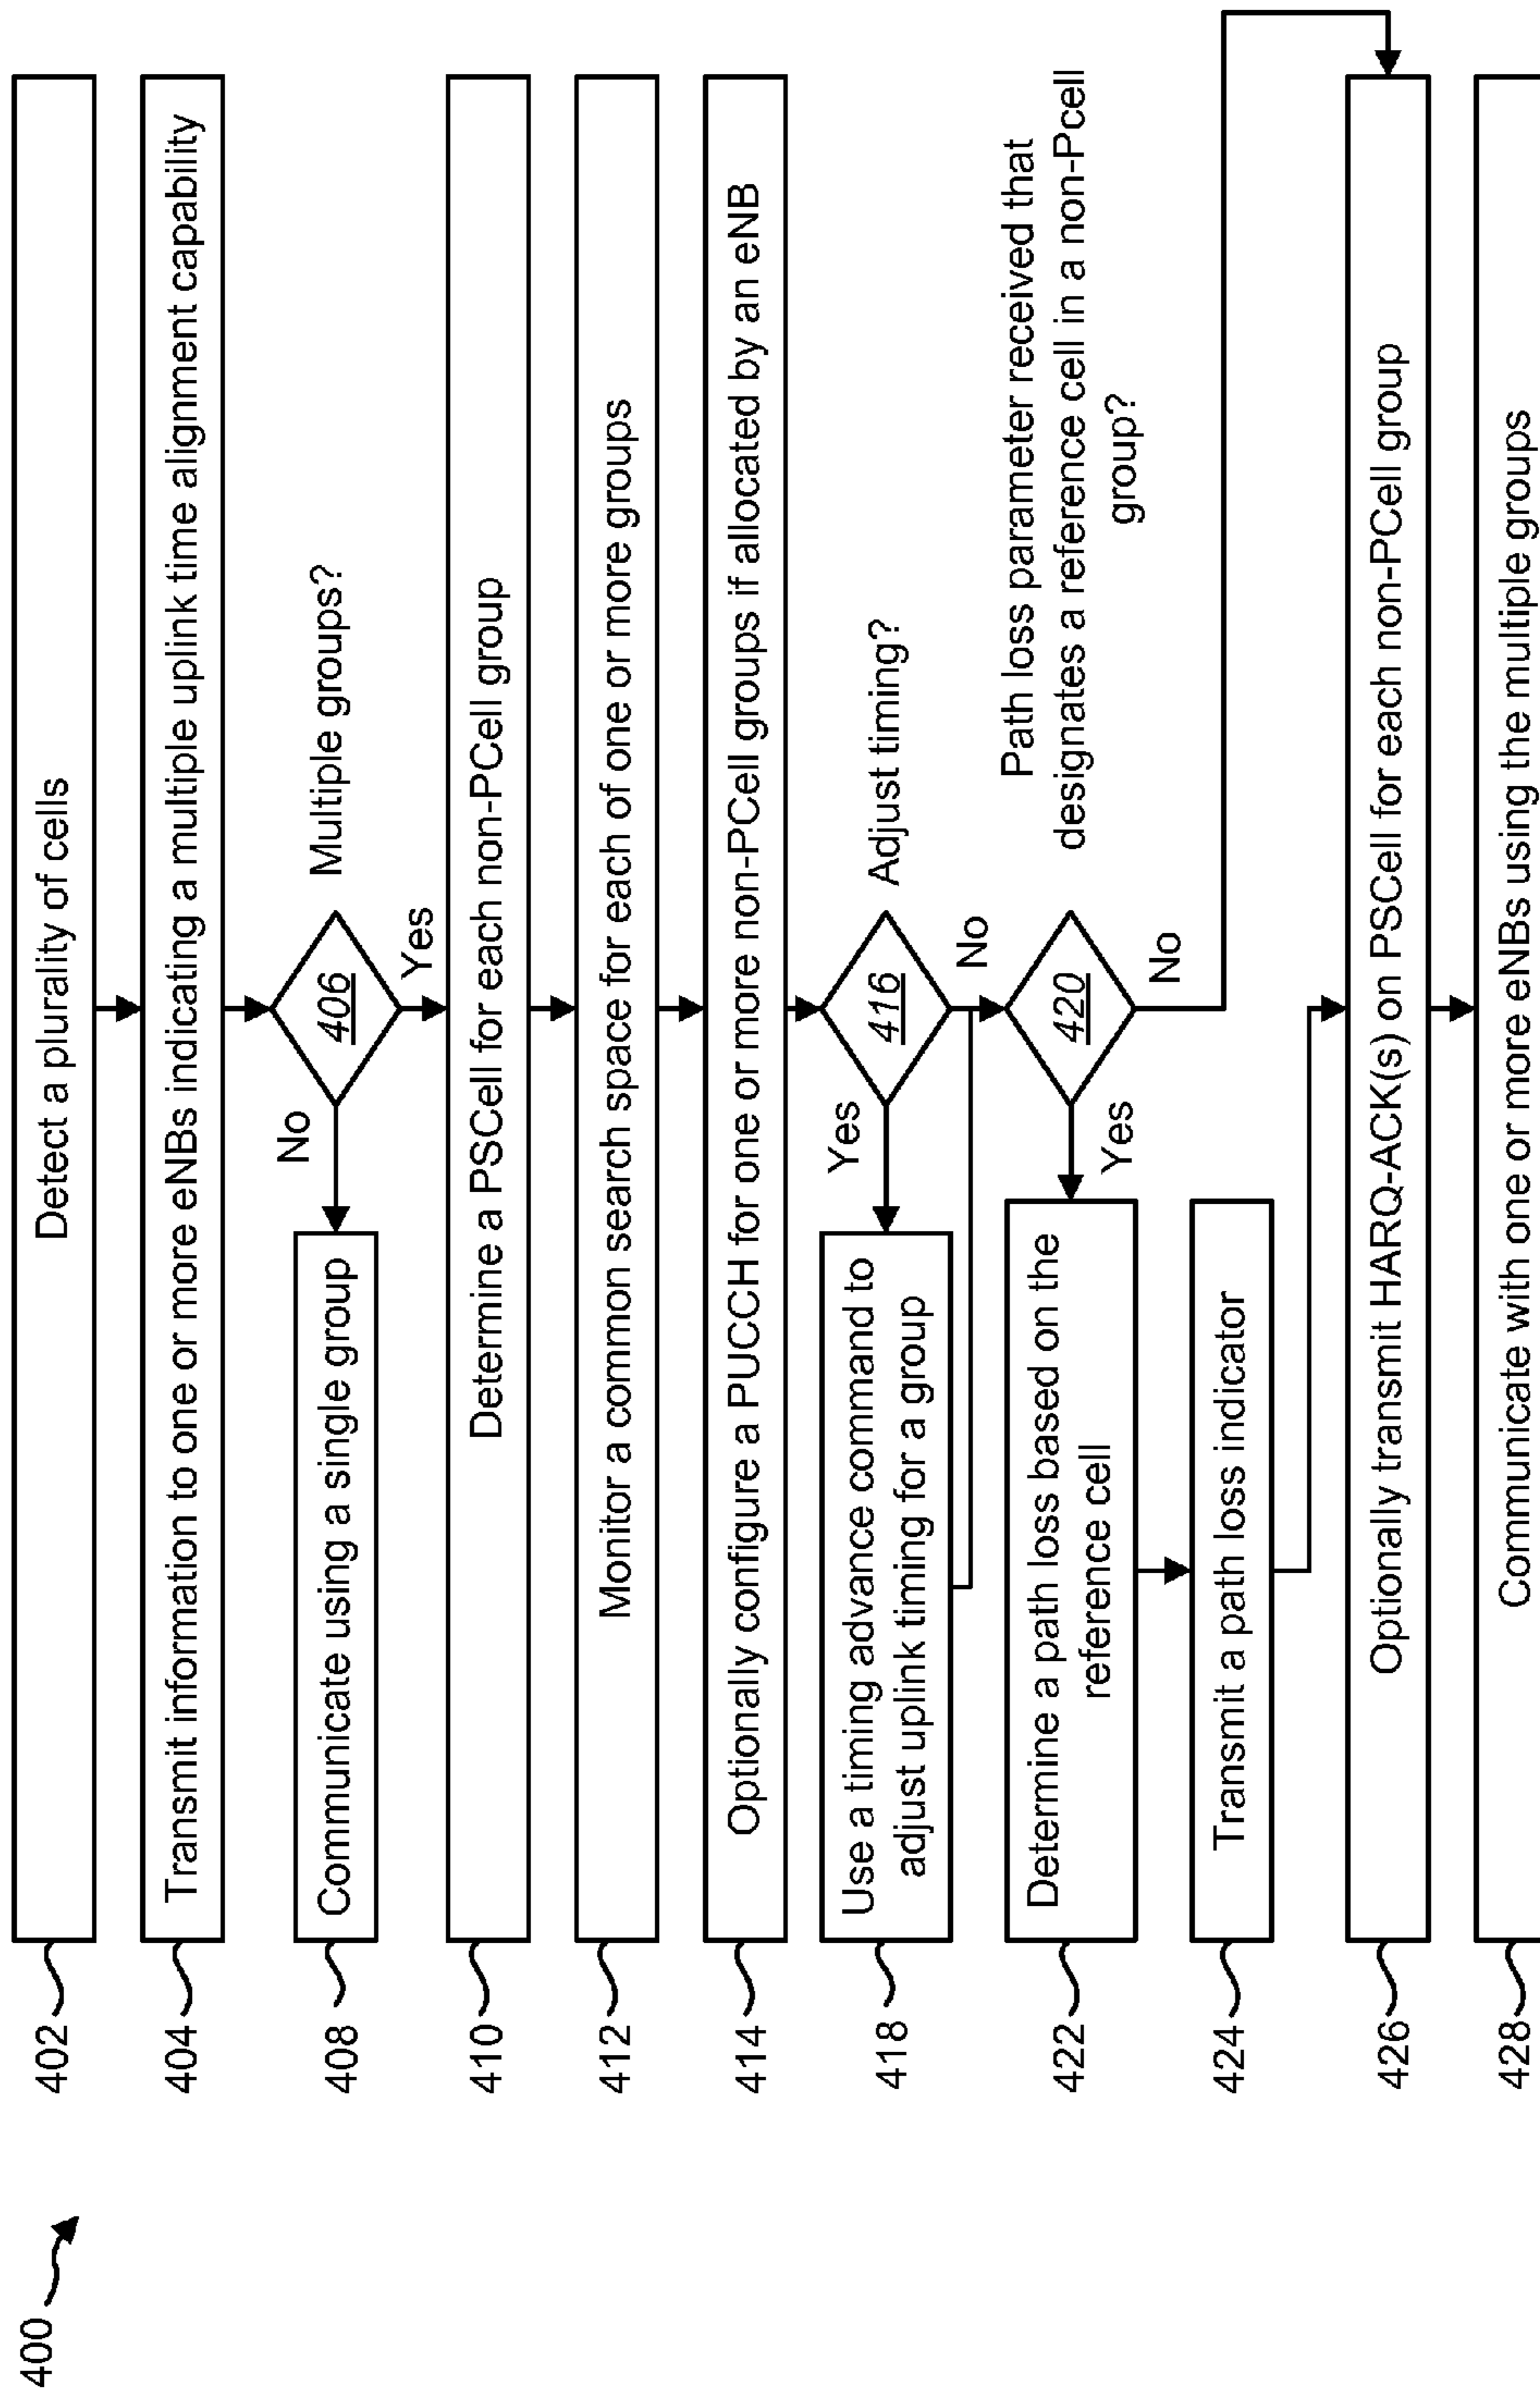 400
402
Detect a plurality of cells
404
Transmit information to one or more eNBs indicating a multiple uplink time alignment capability
406
Multiple groups?
No
Yes
408
Communicate using a single group
410
Determine a PSCell for each non-PCell group
412
Monitor a common search space for each of one or more groups
414
Optionally configure a PUCCH for one or more non-PCell groups if allocated by an eNB
416
Adjust timing?
Yes
No
418
Use a timing advance command to
adjust uplink timing for a group
420
Path loss parameter received that
designates a reference cell in a non-Pcell
group?
Yes
No
422
Determine a path loss based on the
reference cell
424
Transmit a path loss indicator
426
Optionally transmit HARQ-ACK(s) on PSCell for each non-PCell group
428
Communicate with one or more eNBs using the multiple groups